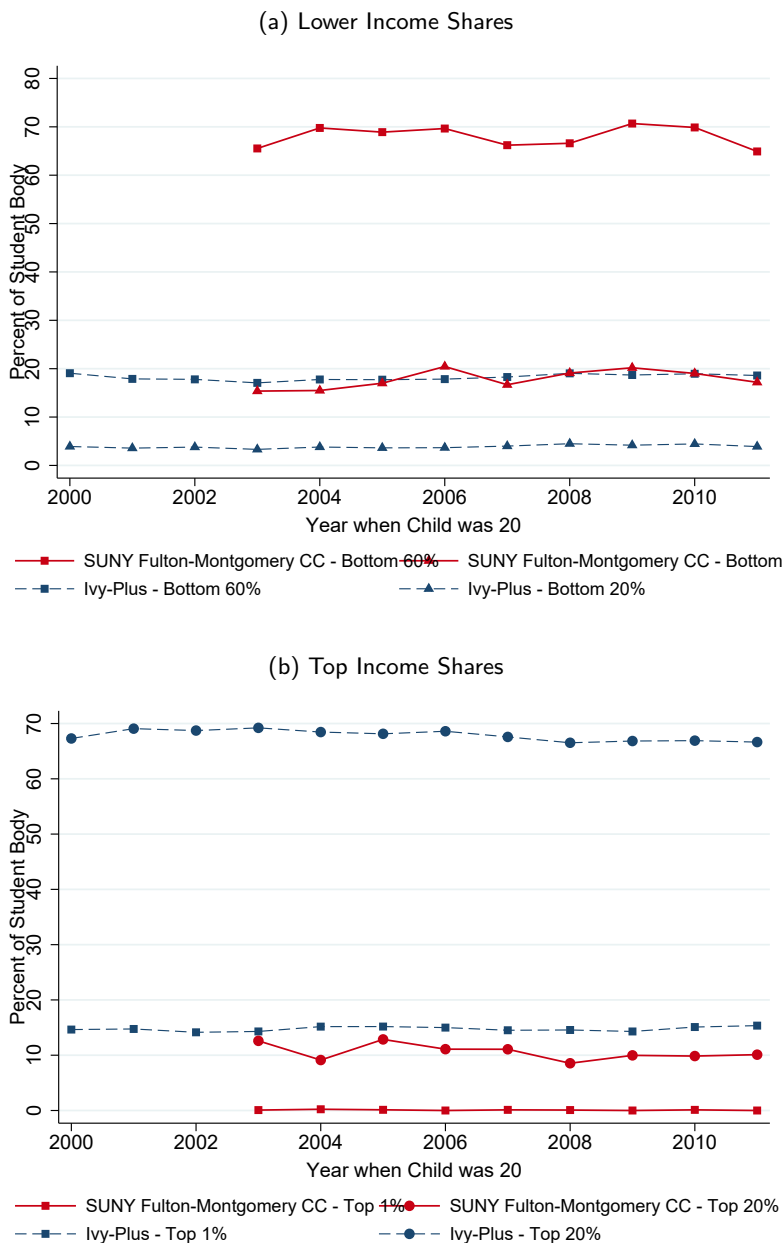 (a) Lower Income Shares
Percent of Student Body
80
70
60
50
40
30
20
10
0
2000 2002 2004 2006 2008 2010
Year when Child was 20
SUNY Fulton-Montgomery CC - Bottom 60% SUNY Fulton-Montgomery CC - Bottom
Ivy-Plus - Bottom 60% Ivy-Plus - Bottom 20%
(b) Top Income Shares
Percent of Student Body
70
60
50
40
30
20
10
0
2000 2002 2004 2006 2008 2010
Year when Child was 20
SUNY Fulton-Montgomery CC - Top 1% SUNY Fulton-Montgomery CC - Top 20%
Ivy-Plus - Top 1% Ivy-Plus - Top 20%